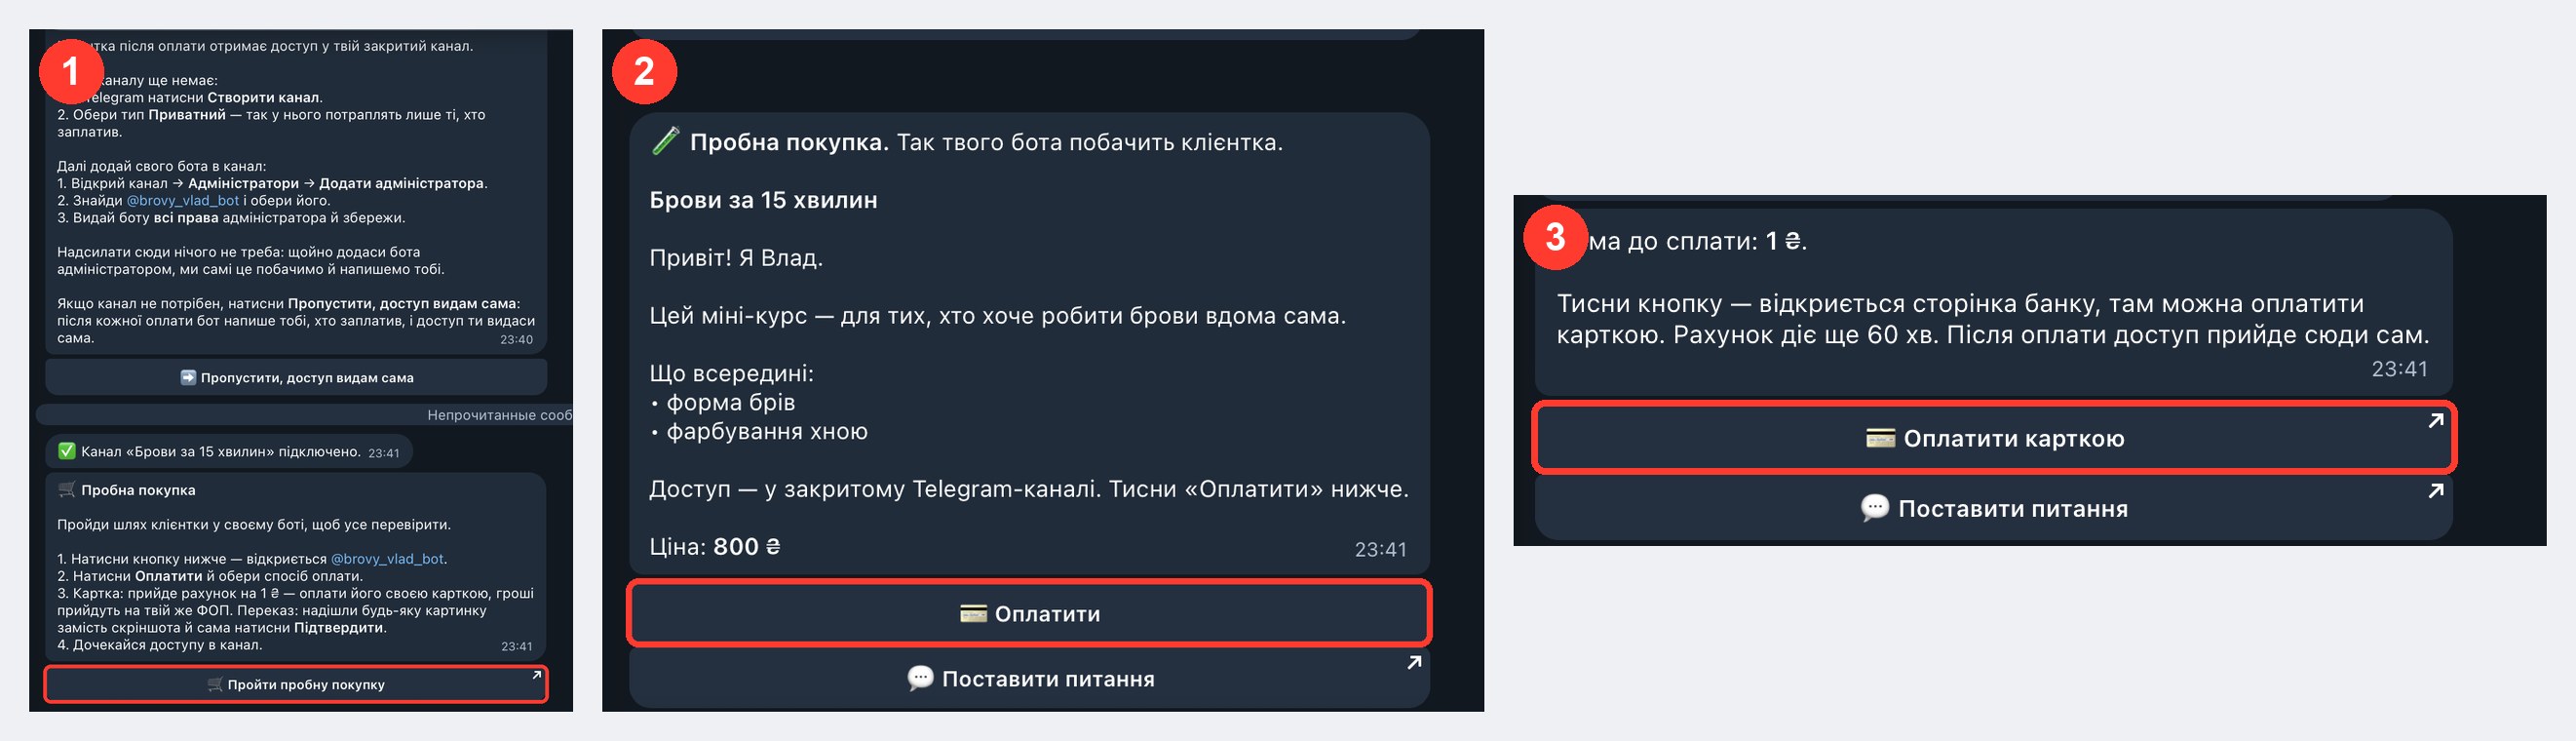 1
нтка після оплати отримає доступ у твій закритий канал.
каналу ще немає:
Telegram натисни Створити канал.
2. Обери тип Приватний — так у нього потраплять лише ті, хто
заплатив.
Далі додай свого бота в канал:
1. Відкрий канал → Адміністратори → Додати адміністратора.
2. Знайди @brovy_vlad_bot і обери його.
3. Видай боту всі права адміністратора й збережи.
Надсилати сюди нічого не треба: щойно додаси бота
адміністратором, ми самі це побачимо й напишемо тобі.
Якщо канал не потрібен, натисни Пропустити, доступ видам сама:
після кожної оплати бот напише тобі, хто заплатив, і доступ ти видаси
сама. 23:40
➡️ Пропустити, доступ видам сама
Непрочитанные сооб
✅ Канал «Брови за 15 хвилин» підключено. 23:41
🛒 Пробна покупка
Пройди шлях клієнтки у своєму боті, щоб усе перевірити.
1. Натисни кнопку нижче — відкриється @brovy_vlad_bot.
2. Натисни Оплатити й обери спосіб оплати.
3. Картка: прийде рахунок на 1 ₴ — оплати його своєю карткою, гроші
прийдуть на твій же ФОП. Переказ: надішли будь-яку картинку
замість скріншота й сама натисни Підтвердити.
4. Дочекайся доступу в канал. 23:41
🛒 Пройти пробну покупку
2
🧪 Пробна покупка. Так твого бота побачить клієнтка.
Брови за 15 хвилин
Привіт! Я Влад.
Цей міні-курс — для тих, хто хоче робити брови вдома сама.
Що всередині:
• форма брів
• фарбування хною
Доступ — у закритому Telegram-каналі. Тисни «Оплатити» нижче.
Ціна: 800 ₴ 23:41
💳 Оплатити
💬 Поставити питання
3
ма до сплати: 1 ₴.
Тисни кнопку — відкриється сторінка банку, там можна оплатити
карткою. Рахунок діє ще 60 хв. Після оплати доступ прийде сюди сам.
23:41
💳 Оплатити карткою
💬 Поставити питання